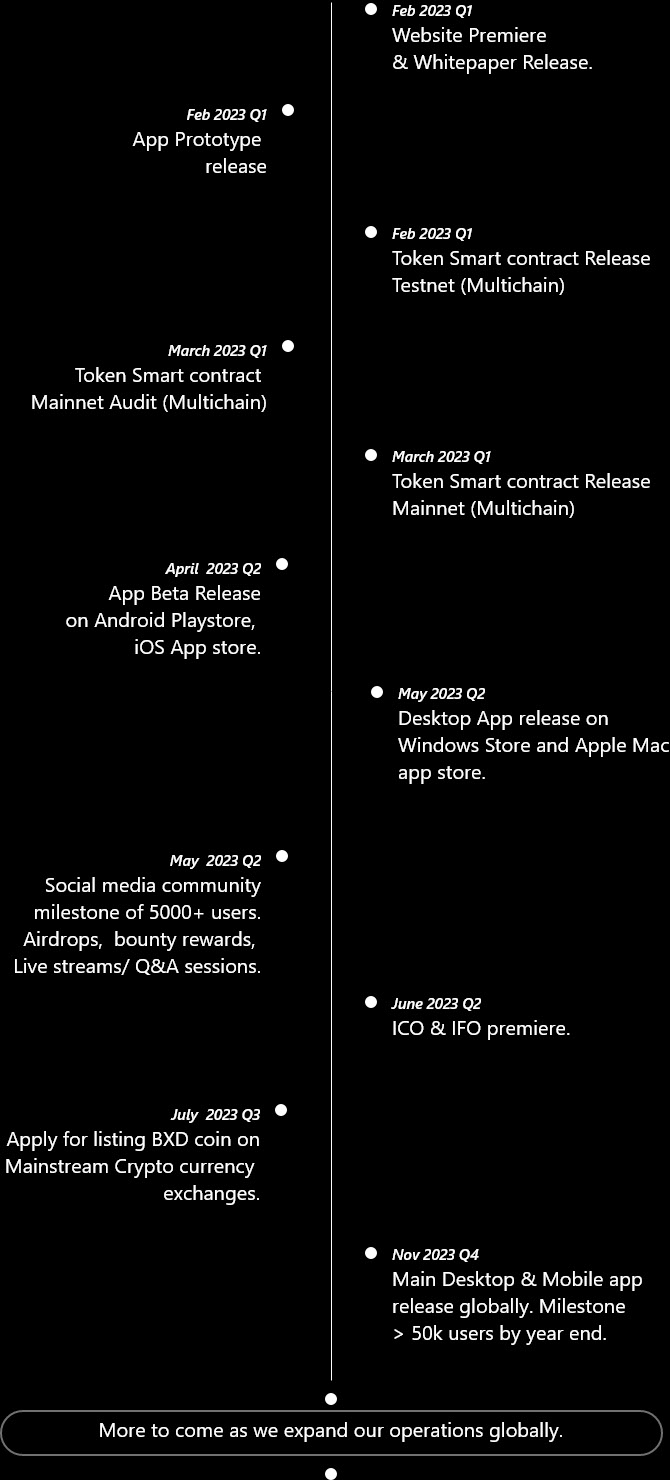 Feb 2023 Q1
Website Premiere
& Whitepaper Release.
Feb 2023 Q1
App Prototype
release
Feb 2023 Q1
Token Smart contract Release
Testnet (Multichain)
March 2023 Q1
Token Smart contract
Mainnet Audit (Multichain)
March 2023 Q1
Token Smart contract Release
Mainnet (Multichain)
April 2023 Q2
App Beta Release
on Android Playstore,
iOS App store.
May 2023 Q2
Desktop App release on
Windows Store and Apple Mac
app store.
May 2023 Q2
Social media community
milestone of 5000+ users.
Airdrops, bounty rewards,
Live streams/ Q&A sessions.
June 2023 Q2
ICO & IFO premiere.
July 2023 Q3
Apply for listing BXD coin on
Mainstream Crypto currency
exchanges.
Nov 2023 Q4
Main Desktop & Mobile app
release globally. Milestone
> 50k users by year end.
More to come as we expand our operations globally.